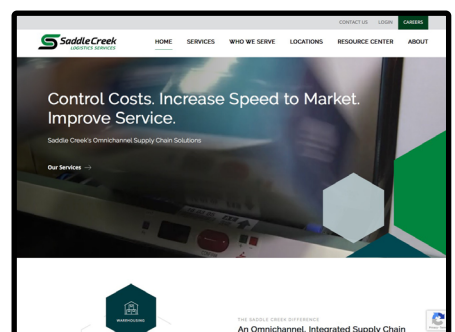 CONTACT US LOGIN CAREERS
Saddle Creek
LOGISTICS SERVICES
HOME SERVICES WHO WE SERVE LOCATIONS RESOURCE CENTER ABOUT
Control Costs. Increase Speed to Market.
Improve Service.
Saddle Creek's Omnichannel Supply Chain Solutions
Our Services →
WAREHOUSING
THE SADDLE CREEK DIFFERENCE
An Omnichannel, Integrated Supply Chain